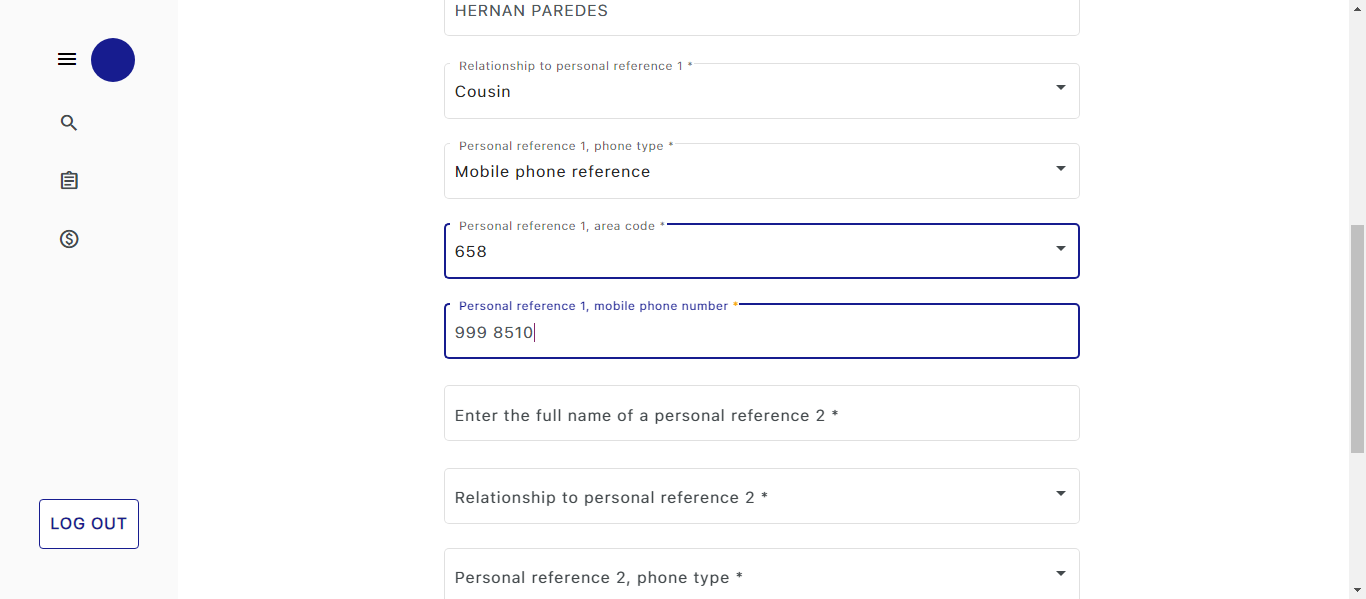 HERNAN PAREDES
Relationship to personal reference 1 *
Cousin
Personal reference 1, phone type *
Mobile phone reference
Personal reference 1, area code *
658
Personal reference 1, mobile phone number *
999 8510
Enter the full name of a personal reference 2 *
Relationship to personal reference 2 *
LOG OUT
Personal reference 2, phone type *